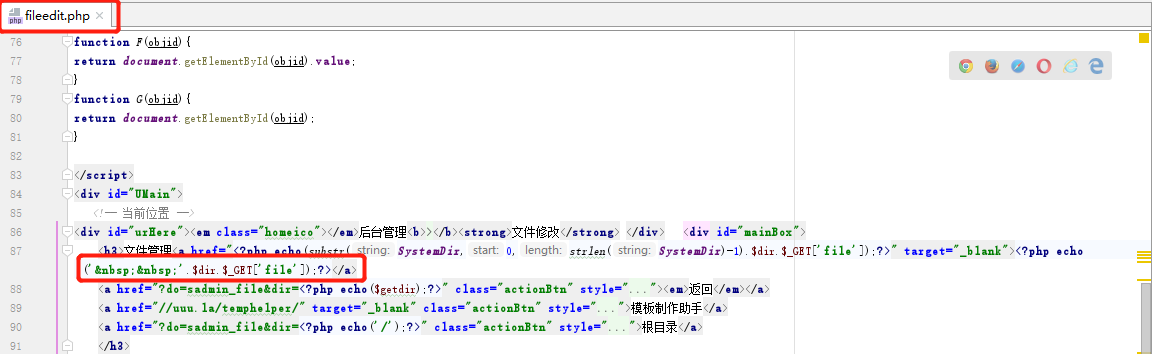 fileedit.php
76 function F(objid){
77 return document.getElementById(objid).value;
78 }
79 function G(objid){
80 return document.getElementById(objid);
81 }
82
83 </script>
84 <div id="UMain">
85 <!-- 当前位置 -->
86 <div id="urHere"><em class="homeico"></em>后台管理<b>></b><strong>文件修改</strong> </div> <div id="mainBox">
87 <h3>文件管理<a href="<?php echo(substr( string: SystemDir, start: 0, length: strlen( string: SystemDir)-1).$dir.$_GET['file']);?>" target="_blank"><?php echo
('&nbsp;&nbsp;'.$dir.$_GET['file']);?></a>
88 <a href="?do=sadmin_file&dir=<?php echo($getdir);?>" class="actionBtn" style="..."><em>返回</em></a>
89 <a href="//uuu.la/temphelper/" target="_blank" class="actionBtn" style="...">模板制作助手</a>
90 <a href="?do=sadmin_file&dir=<?php echo('/');?>" class="actionBtn" style="...">根目录</a>
91 </h3>